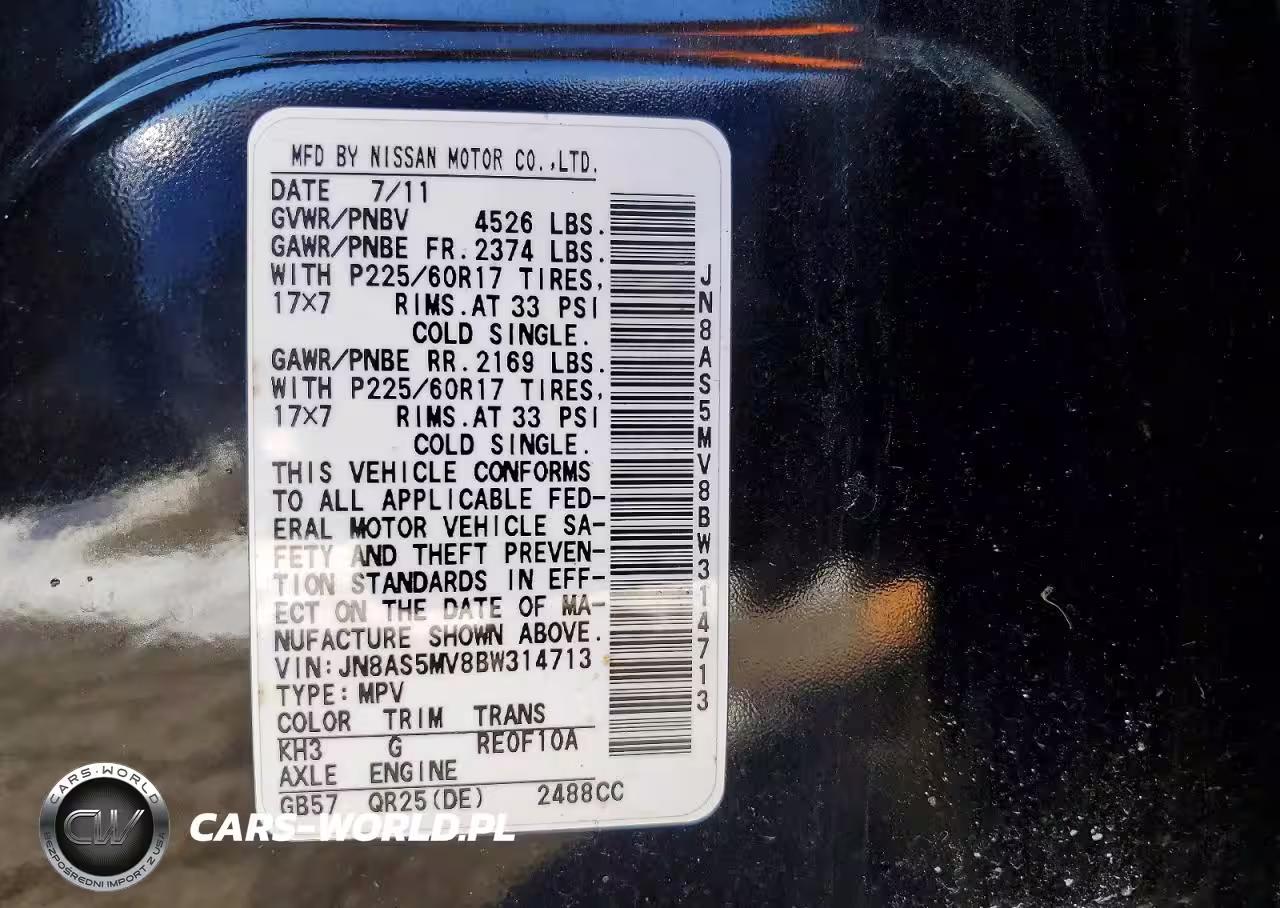 MFD BY NISSAN MOTOR CO.,LTD.
DATE 7/11
GVWR/PNBV 4526 LBS.
GAWR/PNBE FR. 2374 LBS.
WITH P225/60R17 TIRES,
17×7 RIMS.AT 33 PSI
COLD SINGLE.
GAWR/PNBE RR. 2169 LBS.
WITH P225/60R17 TIRES,
17×7 RIMS.AT 33 PSI
COLD SINGLE.
THIS VEHICLE CONFORMS
TO ALL APPLICABLE FED-
ERAL MOTOR VEHICLE SA-
FETY AND THEFT PREVEN-
TION STANDARDS IN EFF-
ECT ON THE DATE OF MA-
NUFACTURE SHOWN ABOVE.
VIN: JN8AS5MV8BW314713
TYPE: MPV
COLOR TRIM TRANS
KH3 G RE0F10A
AXLE ENGINE
GB57 QR25(DE) 2488CC
JN8AS5MV8BW314713
CARS-WORLD
CW
BEZPOŚREDNI IMPORT Z USA
CARS-WORLD.PL